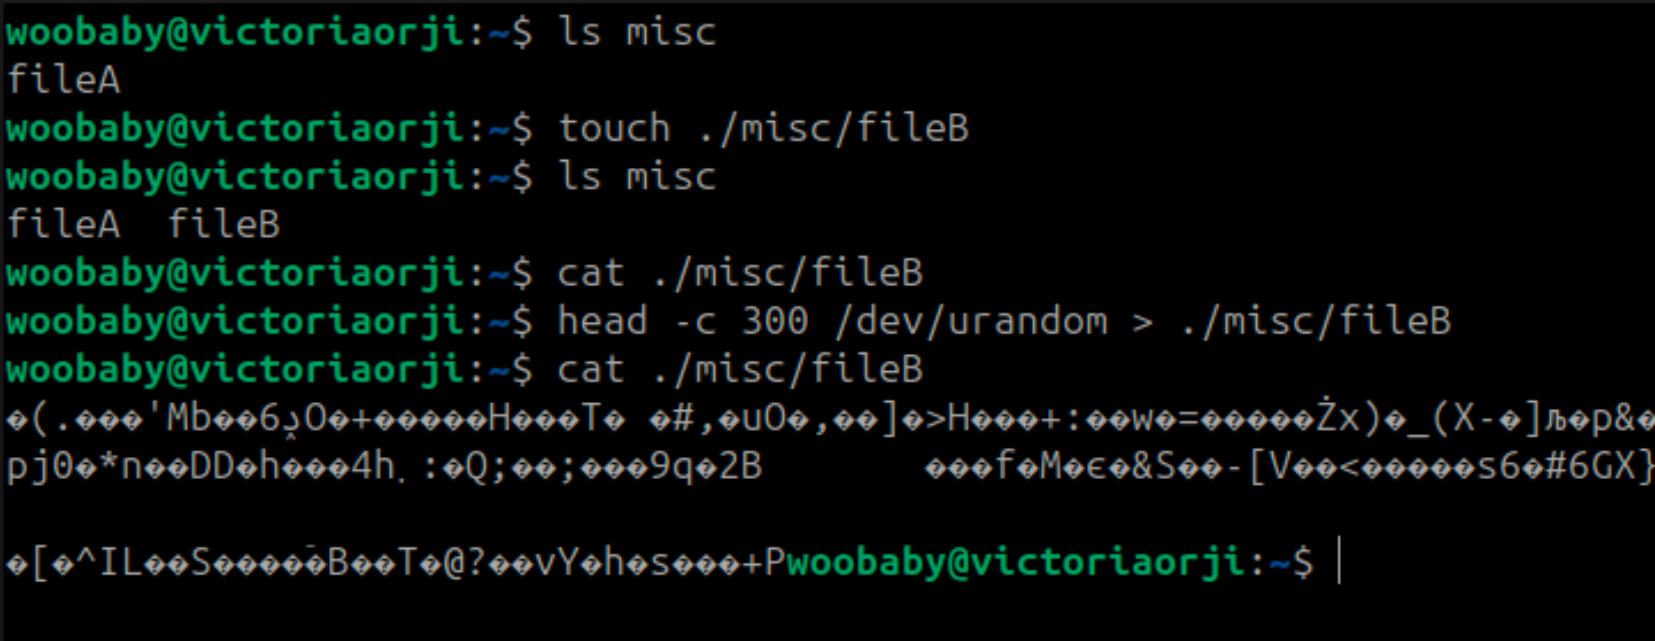 woobaby@victoriaorji:~$ ls misc
fileA
woobaby@victoriaorji:~$ touch ./misc/fileB
woobaby@victoriaorji:~$ ls misc
fileA  fileB
woobaby@victoriaorji:~$ cat ./misc/fileB
woobaby@victoriaorji:~$ head -c 300 /dev/urandom > ./misc/fileB
woobaby@victoriaorji:~$ cat ./misc/fileB
�(.���'Mb��6ڊO�+�����H���T� �#,�uO�,��]�>H���+:��w�=�����Żx)�_(X-�]љ�p&�
pj0�*n��DD�h���4h. :�Q;��;���9q�2B       ���f�M�є�&S��-[V��<�����s6�#6GX}
�[�^IL��S�����B��T�@?��vY�h�s���+Pwoobaby@victoriaorji:~$